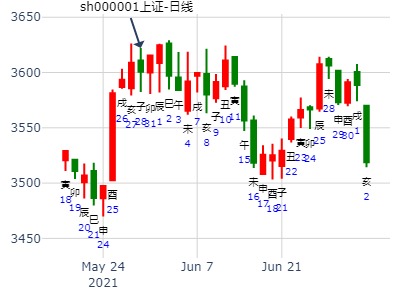 sh000001上证-日线
3650
3600
3550
3500
3450
寅
18
卯
19
辰
20
巳
21
申
24
酉
25
戌
26
亥
27
子
28
卯
31
辰
1
巳
2
午
3
未
4
戌
7
亥
8
子
9
丑
10
寅
11
午
15
未
16
申
17
酉
18
子
21
丑
22
寅
23
卯
24
辰
25
未
28
申
29
酉
30
戌
1
亥
2
May 24
2021
Jun 7
Jun 21